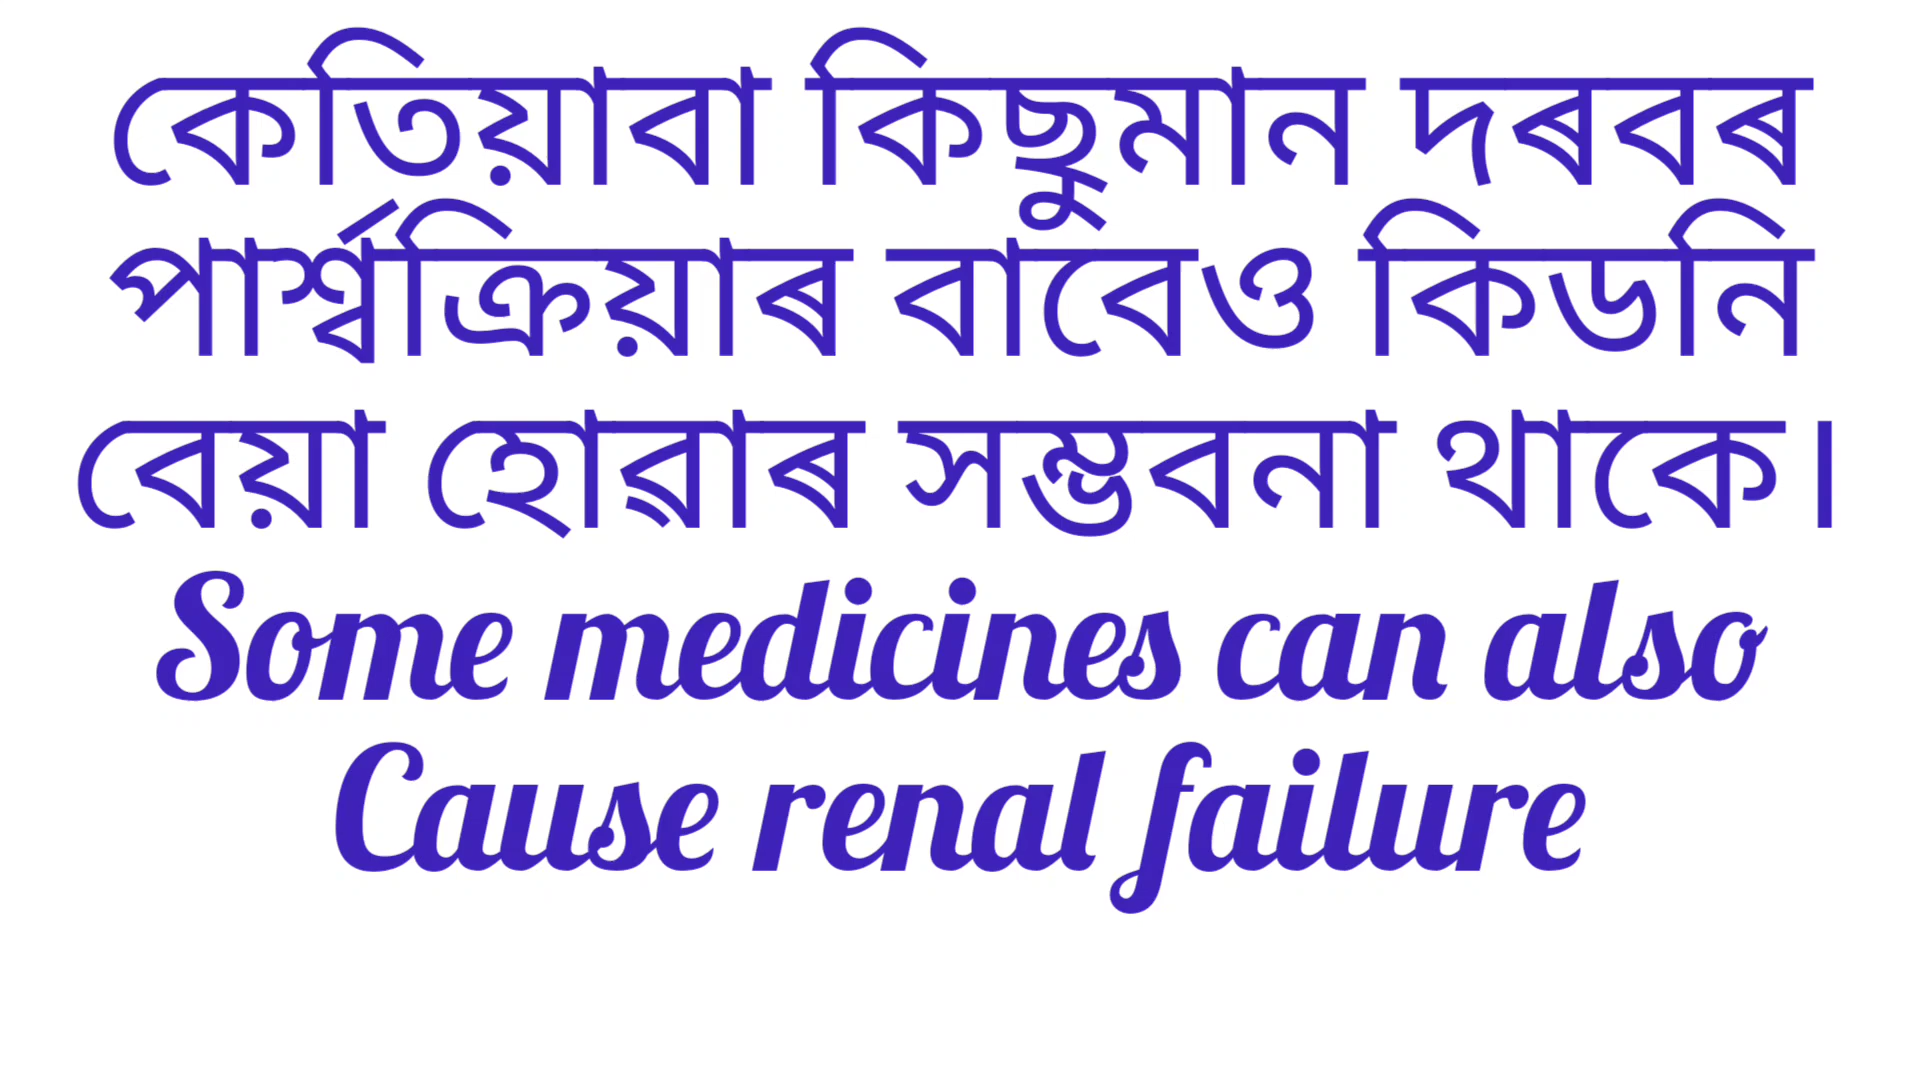 কেতিয়াবা কিছুমান দৰবৰ
পাৰ্শ্বক্ৰিয়াৰ বাবেও কিডনি
বেয়া হোৱাৰ সম্ভবনা থাকে।
Some medicines can also
Cause renal failure